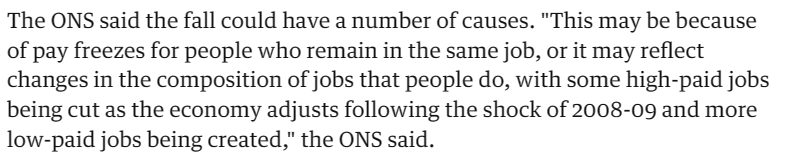 The ONS said the fall could have a number of causes. "This may be because
of pay freezes for people who remain in the same job, or it may reflect
changes in the composition of jobs that people do, with some high-paid jobs
being cut as the economy adjusts following the shock of 2008-09 and more
low-paid jobs being created," the ONS said.